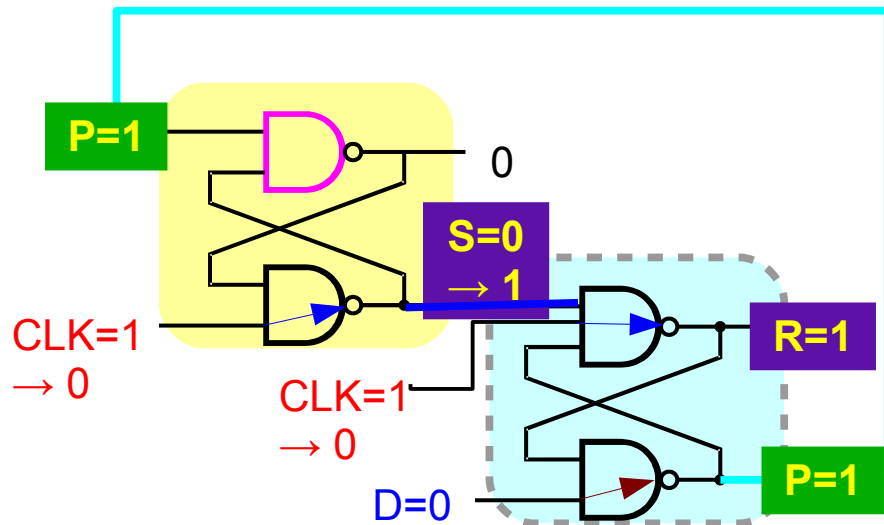 P=1
0
S=0
→ 1
CLK=1
→ 0
R=1
CLK=1
→ 0
P=1
D=0